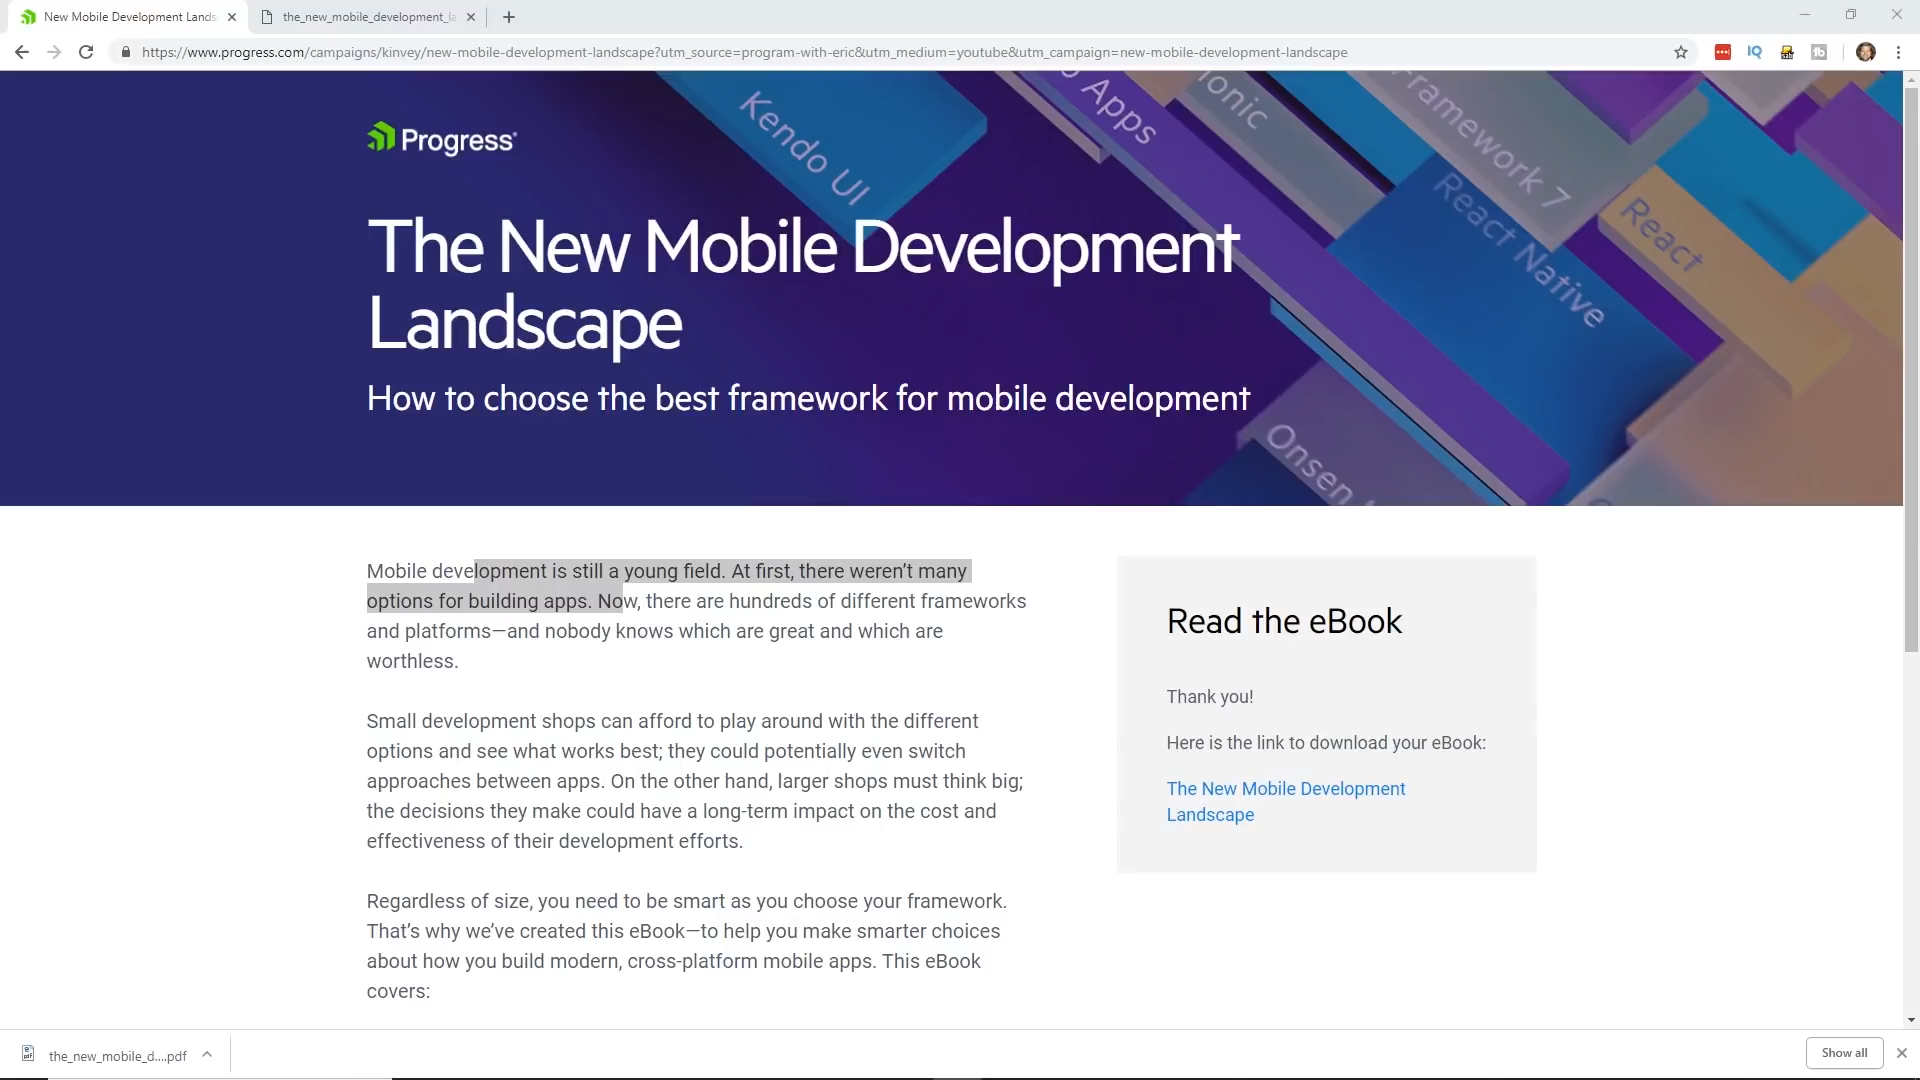 New Mobile Development Lands
the_new_mobile_development_la
https://www.progress.com/campaigns/kinvey/new-mobile-development-landscape?utm_source=program-with-eric&utm_medium=youtube&utm_campaign=new-mobile-development-landscape
IQ
Progress
Kendo UI
Apps
onic
Framework 7
React Native
React
Onsen
The New Mobile Development
Landscape
How to choose the best framework for mobile development
Mobile development is still a young field. At first, there weren’t many
options for building apps. Now, there are hundreds of different frameworks
and platforms—and nobody knows which are great and which are
worthless.
Small development shops can afford to play around with the different
options and see what works best; they could potentially even switch
approaches between apps. On the other hand, larger shops must think big;
the decisions they make could have a long-term impact on the cost and
effectiveness of their development efforts.
Regardless of size, you need to be smart as you choose your framework.
That’s why we’ve created this eBook—to help you make smarter choices
about how you build modern, cross-platform mobile apps. This eBook
covers:
Read the eBook
Thank you!
Here is the link to download your eBook:
The New Mobile Development
Landscape
the_new_mobile_d....pdf
Show all